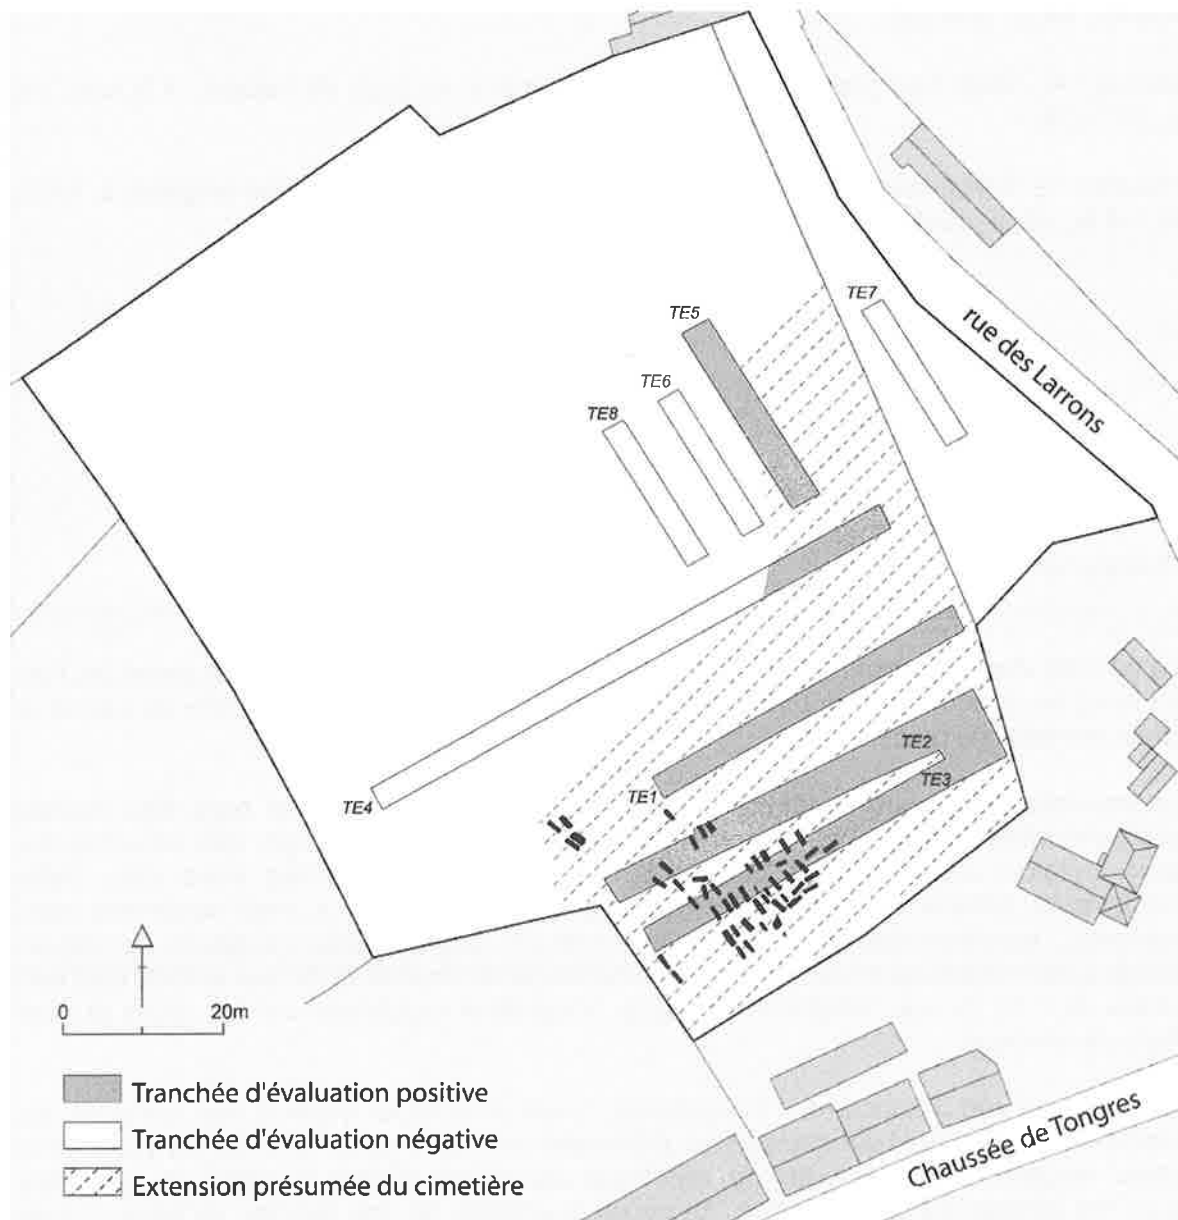 TE7
TE5
rue des Larrons
TE6
TE8
TE2
TE3
TE1
TE4
0 20m
Tranchée d'évaluation positive
Tranchée d'évaluation négative
Extension présumée du cimetière
Chaussée de Tongres